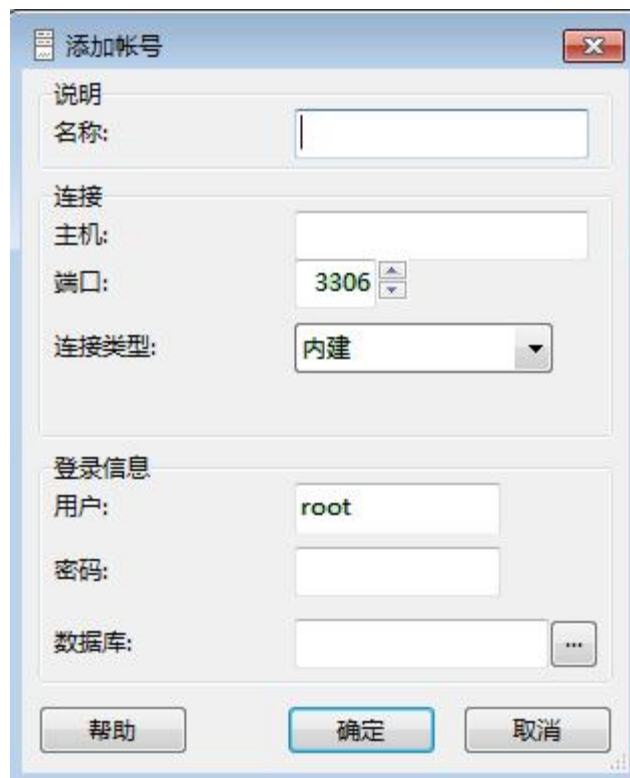 添加帐号
说明
名称:
连接
主机:
端口: 3306
连接类型: 内建
登录信息
用户: root
密码:
数据库: ...
帮助 确定 取消